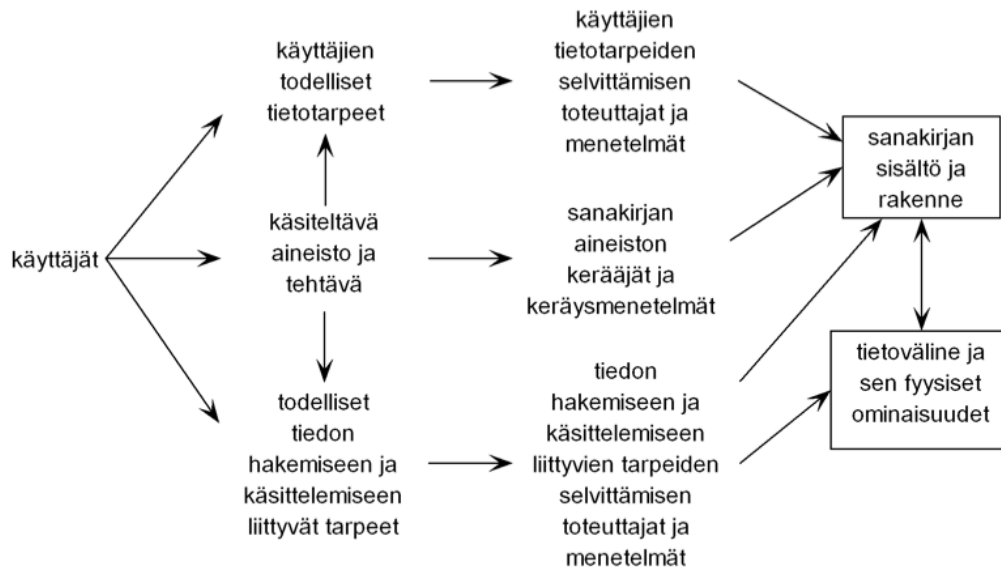 käyttäjät
käyttäjien
todelliset
tietotarpeet
käsiteltävä
aineisto ja
tehtävä
todelliset
tiedon
hakemiseen ja
käsittelemiseen
liittyvät tarpeet
käyttäjien
tietotarpeiden
selvittämisen
toteuttajat ja
menetelmät
sanakirjan
aineiston
kerääjät ja
keräysmenetelmät
tiedon
hakemiseen ja
käsittelemiseen
liittyvien tarpeiden
selvittämisen
toteuttajat ja
menetelmät
sanakirjan
sisältö ja
rakenne
tietoväline ja
sen fyysiset
ominaisuudet